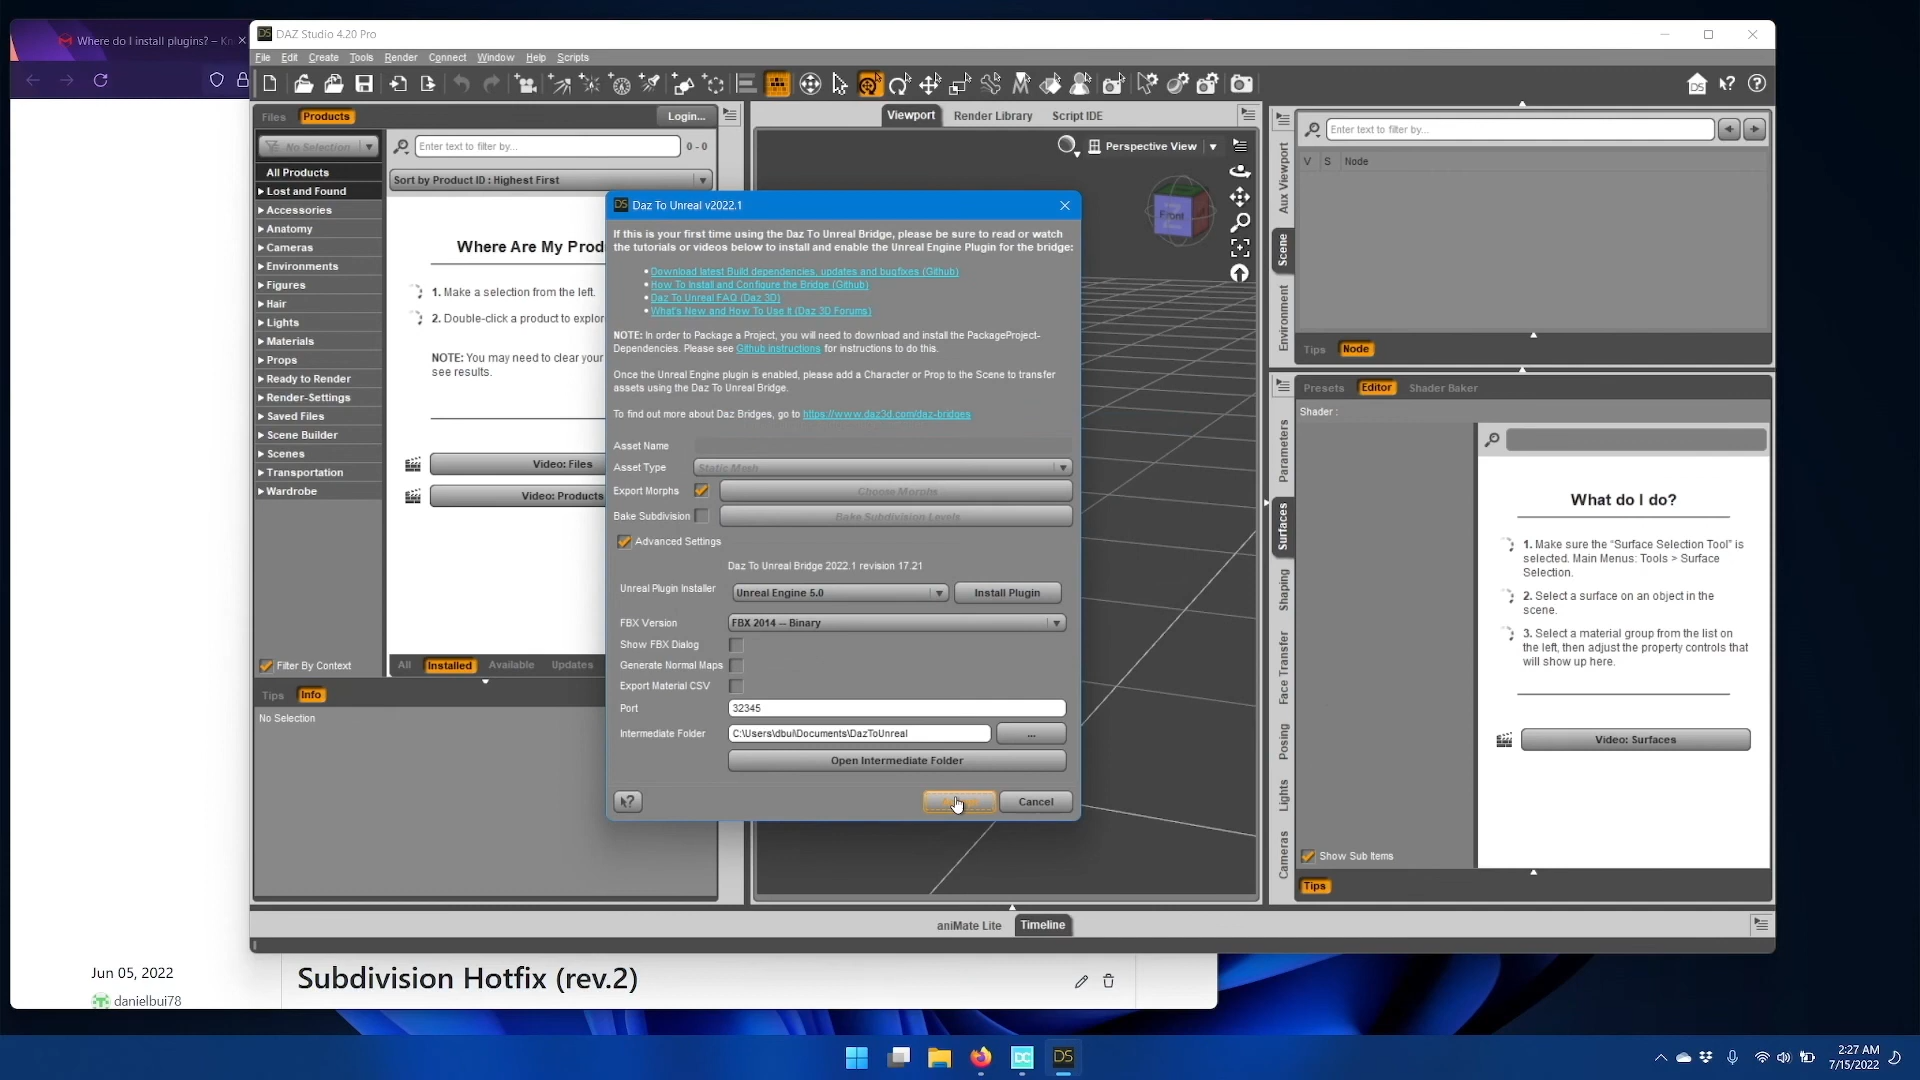 Where do I install plugins? – Kn
DAZ Studio 4.20 Pro
File Edit Create Tools Render Connect Window Help Scripts
Files Products Login...
No Selection
Enter text to filter by... 0 - 0
Sort by Product ID : Highest First
All Products
Lost and Found
Accessories
Anatomy
Cameras
Environments
Figures
Hair
Lights
Materials
Props
Ready to Render
Render-Settings
Saved Files
Scene Builder
Scenes
Transportation
Wardrobe
Filter By Context
Where Are My Prod
1. Make a selection from the left.
2. Double-click a product to explor
NOTE: You may need to clear your
see results.
Video: Files
Video: Products
All Installed Available Updates
Tips Info
No Selection
Viewport Render Library Script IDE
Perspective View
Front
Daz To Unreal v2022.1
If this is your first time using the Daz To Unreal Bridge, please be sure to read or watch
the tutorials or videos below to install and enable the Unreal Engine Plugin for the bridge:
• Download latest Build dependencies, updates and bugfixes (Github)
• How To Install and Configure the Bridge (Github)
• Daz To Unreal FAQ (Daz 3D)
• What's New and How To Use It (Daz 3D Forums)
NOTE: In order to Package a Project, you will need to download and install the PackageProject-
Dependencies. Please see Github instructions for instructions to do this.
Once the Unreal Engine plugin is enabled, please add a Character or Prop to the Scene to transfer
assets using the Daz To Unreal Bridge.
To find out more about Daz Bridges, go to https://www.daz3d.com/daz-bridges
Asset Name
Asset Type Static Mesh
Export Morphs Choose Morphs
Bake Subdivision Bake Subdivision Levels
Advanced Settings
Daz To Unreal Bridge 2022.1 revision 17.21
Unreal Plugin Installer Unreal Engine 5.0 Install Plugin
FBX Version FBX 2014 -- Binary
Show FBX Dialog
Generate Normal Maps
Export Material CSV
Port 32345
Intermediate Folder C:\Users\dbui\Documents\DazToUnreal ...
Open Intermediate Folder
Cancel
Aux Viewport
Scene
Environment
Enter text to filter by...
V S Node
Tips Node
Presets Editor Shader Baker
Shader :
Parameters
Surfaces
Shaping
Face Transfer
Posing
Lights
Cameras
What do I do?
1. Make sure the “Surface Selection Tool” is
selected. Main Menus: Tools > Surface
Selection.
2. Select a surface on an object in the
scene.
3. Select a material group from the list on
the left, then adjust the property controls that
will show up here.
Video: Surfaces
Show Sub Items
Tips
aniMate Lite Timeline
Jun 05, 2022
danielbui78
Subdivision Hotfix (rev.2)
DC
DS
2:27 AM
7/15/2022